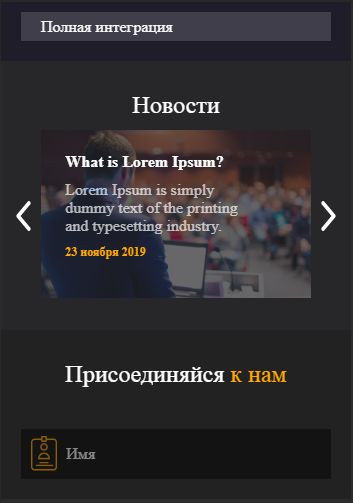 Полная интеграция
Новости
What is Lorem Ipsum?
Lorem Ipsum is simply
dummy text of the printing
and typesetting industry.
23 ноября 2019
Присоединяйся к нам
Имя